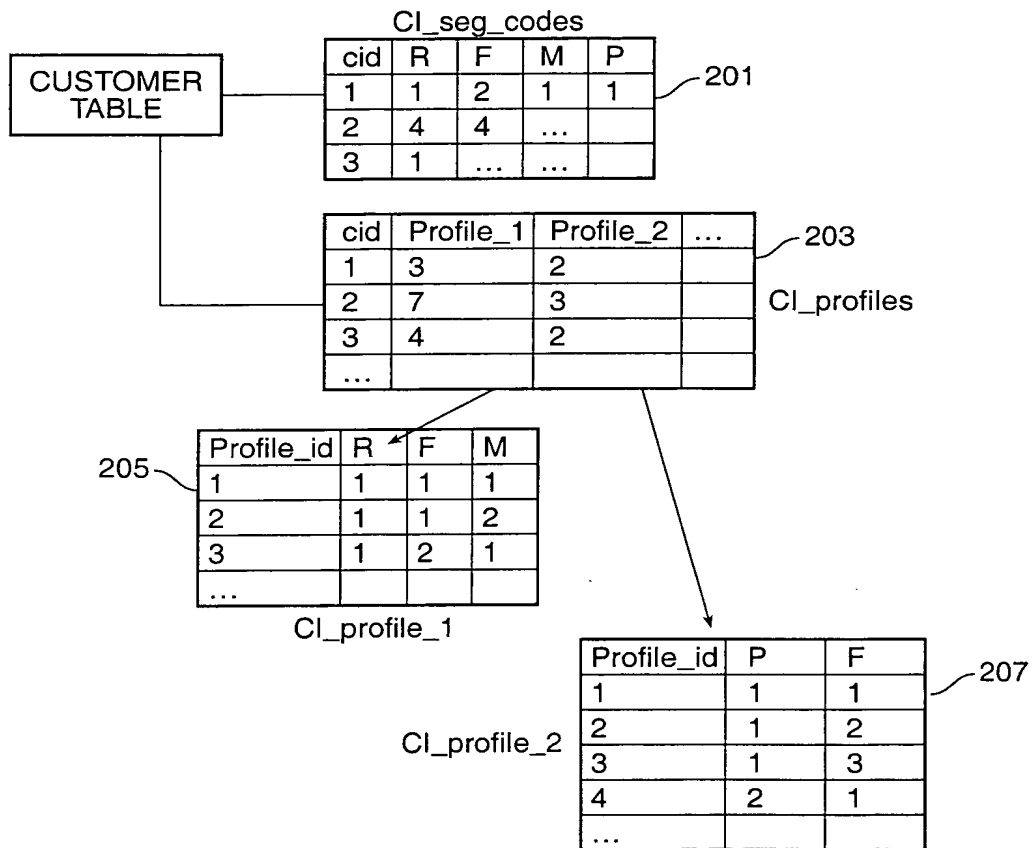 CI_seg_codes
CUSTOMER
TABLE
cid R F M P
1 1 2 1 1
2 4 4 ...
3 1 ... ...
201
cid Profile_1 Profile_2 ...
1 3 2
2 7 3
3 4 2
...
203
CI_profiles
Profile_id R F M
1 1 1 1
2 1 1 2
3 1 2 1
...
205
CI_profile_1
Profile_id P F
1 1 1
2 1 2
3 1 3
4 2 1
...
207
CI_profile_2